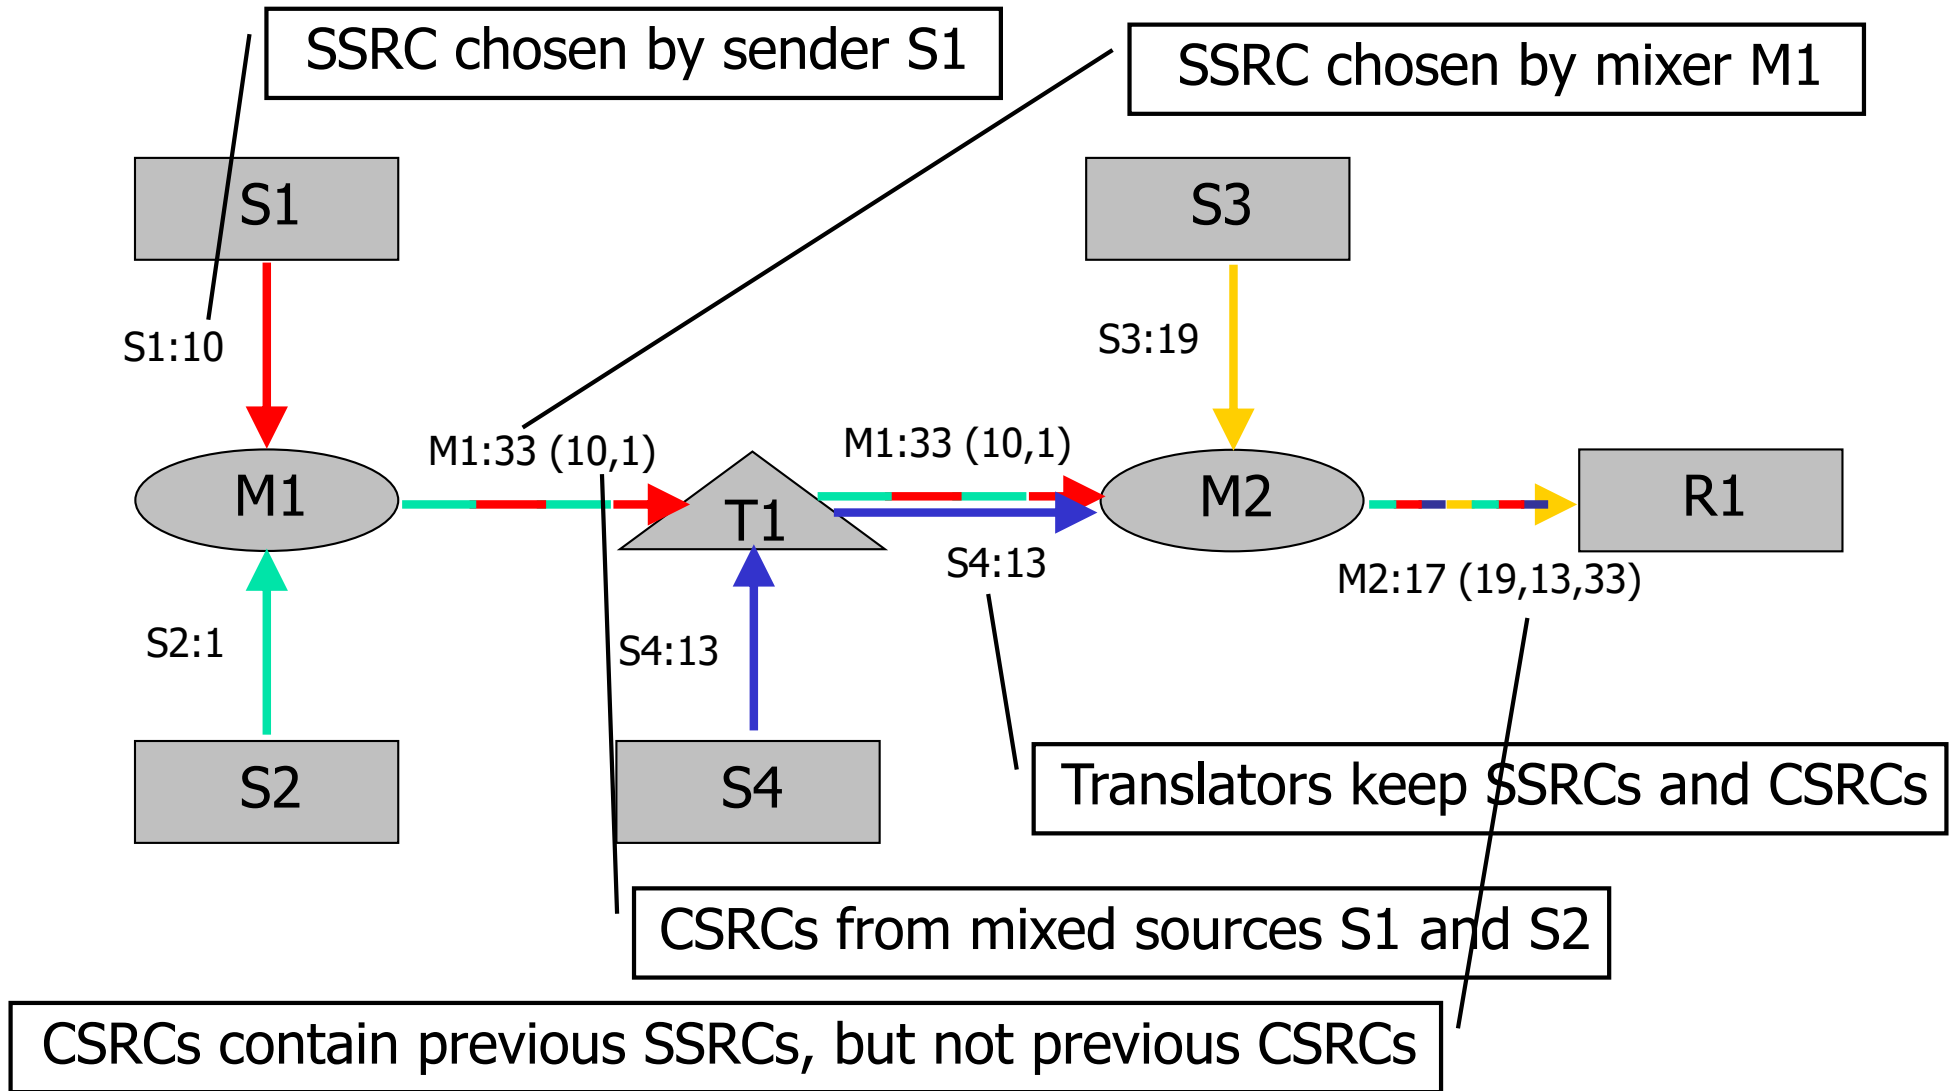 SSRC chosen by sender S1
SSRC chosen by mixer M1
S1
S3
S1:10
S3:19
M1:33 (10,1)
M1:33 (10,1)
M1
T1
M2
R1
S4:13
M2:17 (19,13,33)
S2:1
S4:13
S2
S4
Translators keep SSRCs and CSRCs
CSRCs from mixed sources S1 and S2
CSRCs contain previous SSRCs, but not previous CSRCs